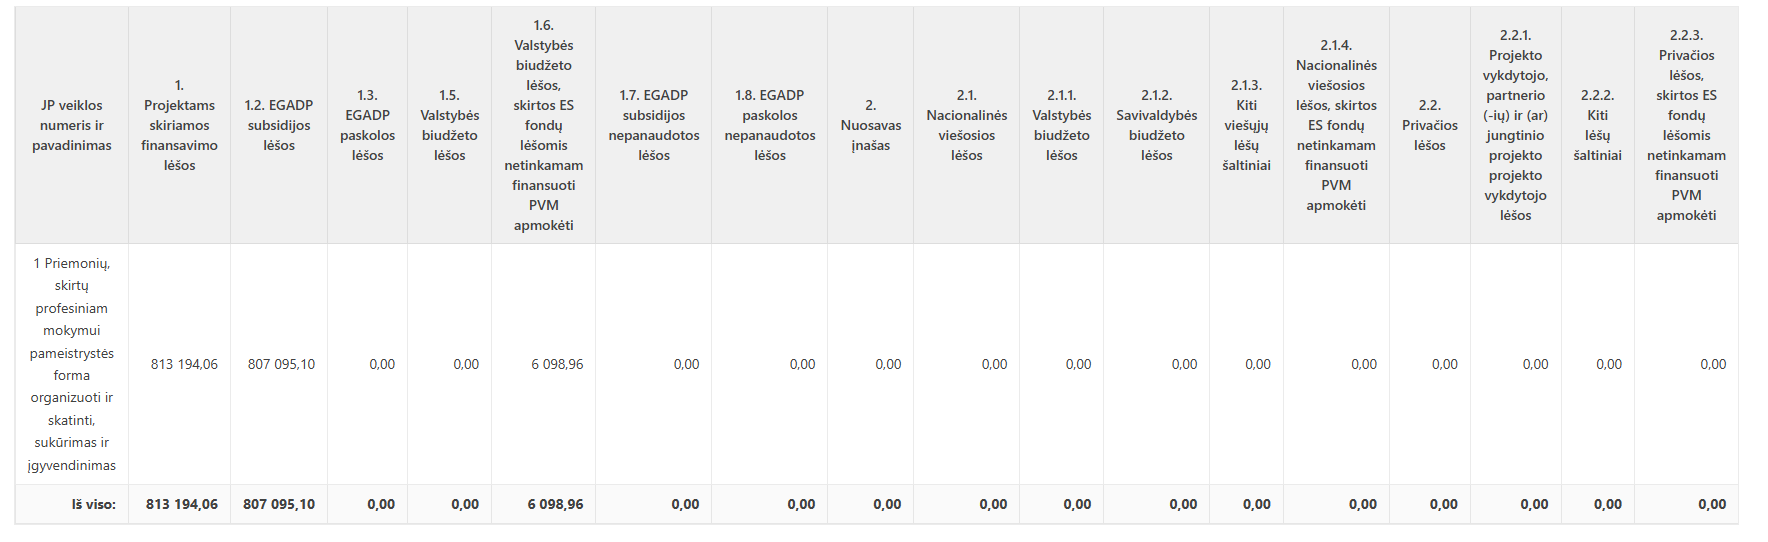 JP veiklos
numeris ir
pavadinimas
1.
Projektams
skiriamos
finansavimo
lėšos
1.2. EGADP
subsidijos
lėšos
1.3.
EGADP
paskolos
lėšos
1.5.
Valstybės
biudžeto
lėšos
1.6.
Valstybės
biudžeto
lėšos,
skirtos ES
fondų
lėšomis
netinkamam
finansuoti
PVM
apmokėti
1.7. EGADP
subsidijos
nepanaudotos
lėšos
1.8. EGADP
paskolos
nepanaudotos
lėšos
2.
Nuosavas
įnašas
2.1.
Nacionalinės
viešosios
lėšos
2.1.1.
Valstybės
biudžeto
lėšos
2.1.2.
Savivaldybės
biudžeto
lėšos
2.1.3.
Kiti
viešųjų
lėšų
šaltiniai
2.1.4.
Nacionalinės
viešosios
lėšos, skirtos
ES fondų
lėšomis
netinkamam
finansuoti
PVM
apmokėti
2.2.
Privačios
lėšos
2.2.1.
Projekto
vykdytojo,
partnerio
(-ių) ir (ar)
jungtinio
projekto
projekto
vykdytojo
lėšos
2.2.2.
Kiti
lėšų
šaltiniai
2.2.3.
Privačios
lėšos,
skirtos ES
fondų
lėšomis
netinkamam
finansuoti
PVM
apmokėti
1 Priemonių,
skirtų
profesiniam
mokymui
pameistrystės
forma
organizuoti ir
skatinti,
sukūrimas ir
įgyvendinimas
813 194,06 807 095,10 0,00 0,00 6 098,96 0,00 0,00 0,00 0,00 0,00 0,00 0,00 0,00 0,00 0,00 0,00 0,00
Iš viso: 813 194,06 807 095,10 0,00 0,00 6 098,96 0,00 0,00 0,00 0,00 0,00 0,00 0,00 0,00 0,00 0,00 0,00 0,00